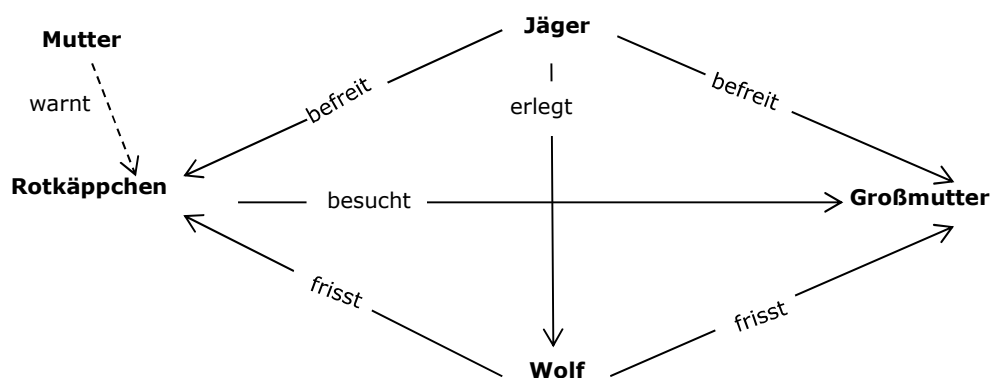 Jäger
Mutter
befreit
befreit
warnt
erlegt
Rotkäppchen
besucht
Großmutter
frisst
frisst
Wolf